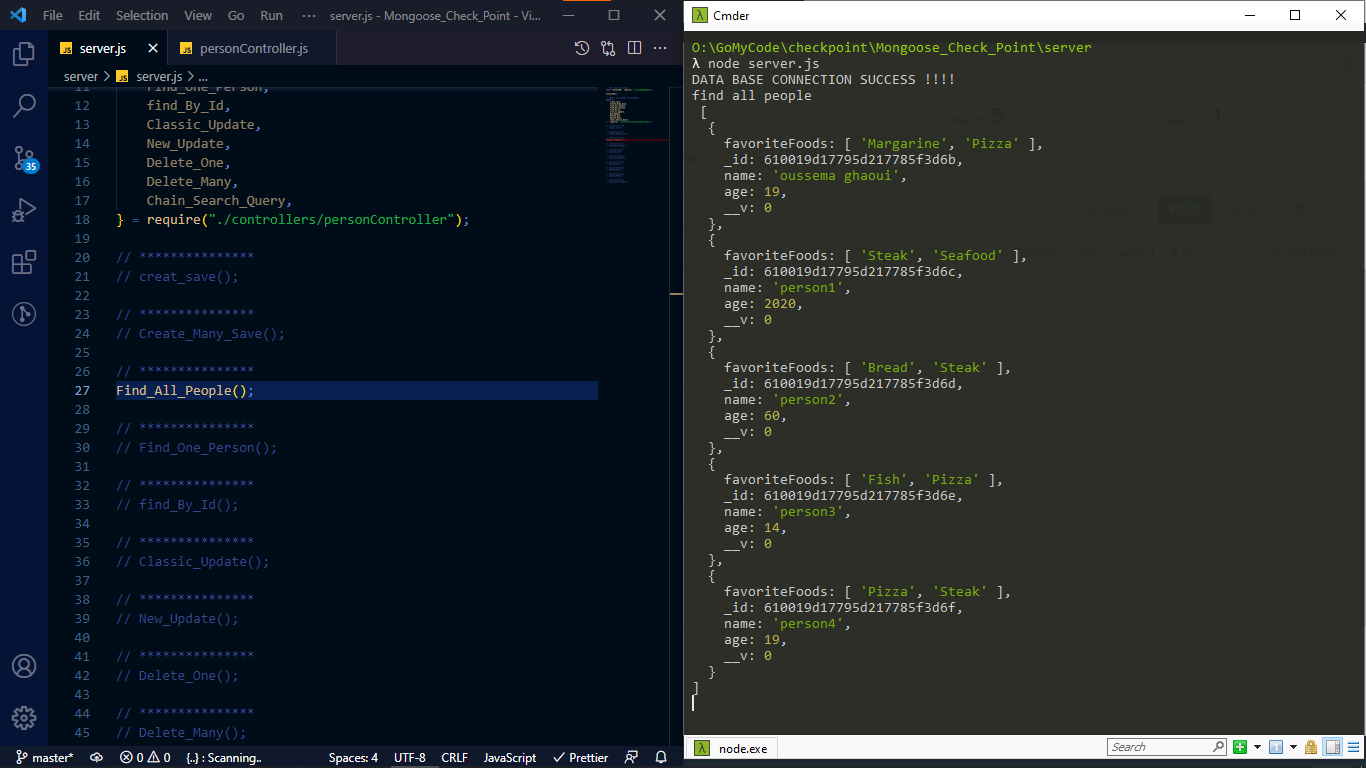 File Edit Selection View Go Run ··· server.js - Mongoose_Check_Point - Vi...
server.js personController.js
server > server.js > ...
11 find_One_Person,
12 find_By_Id,
13 Classic_Update,
14 New_Update,
15 Delete_One,
16 Delete_Many,
17 Chain_Search_Query,
18 } = require("./controllers/personController");
19
20 // ***************
21 // creat_save();
22
23 // ***************
24 // Create_Many_Save();
25
26 // ***************
27 Find_All_People();
28
29 // ***************
30 // Find_One_Person();
31
32 // ***************
33 // find_By_Id();
34
35 // ***************
36 // Classic_Update();
37
38 // ***************
39 // New_Update();
40
41 // ***************
42 // Delete_One();
43
44 // ***************
45 // Delete_Many();
35
master* 0 0 {..} : Scanning.. Spaces: 4 UTF-8 CRLF JavaScript Prettier
Cmder
O:\GoMyCode\checkpoint\Mongoose_Check_Point\server
λ node server.js
DATA BASE CONNECTION SUCCESS !!!!
find all people
[
{
favoriteFoods: [ 'Margarine', 'Pizza' ],
_id: 610019d17795d217785f3d6b,
name: 'oussema ghaoui',
age: 19,
__v: 0
},
{
favoriteFoods: [ 'Steak', 'Seafood' ],
_id: 610019d17795d217785f3d6c,
name: 'person1',
age: 2020,
__v: 0
},
{
favoriteFoods: [ 'Bread', 'Steak' ],
_id: 610019d17795d217785f3d6d,
name: 'person2',
age: 60,
__v: 0
},
{
favoriteFoods: [ 'Fish', 'Pizza' ],
_id: 610019d17795d217785f3d6e,
name: 'person3',
age: 14,
__v: 0
},
{
favoriteFoods: [ 'Pizza', 'Steak' ],
_id: 610019d17795d217785f3d6f,
name: 'person4',
age: 19,
__v: 0
}
]
node.exe Search